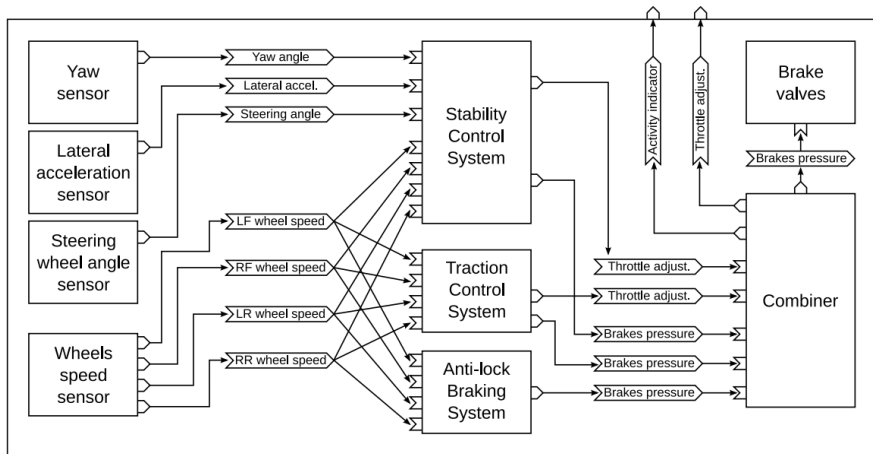 Yaw
sensor
Lateral
acceleration
sensor
Steering
wheel angle
sensor
Wheels
speed
sensor
Yaw angle
Lateral accel.
Steering angle
LF wheel speed
RF wheel speed
LR wheel speed
RR wheel speed
Stability
Control
System
Traction
Control
System
Anti-lock
Braking
System
Throttle adjust.
Throttle adjust.
Brakes pressure
Brakes pressure
Brakes pressure
Activity indicator
Throttle adjust.
Brake
valves
Brakes pressure
Combiner